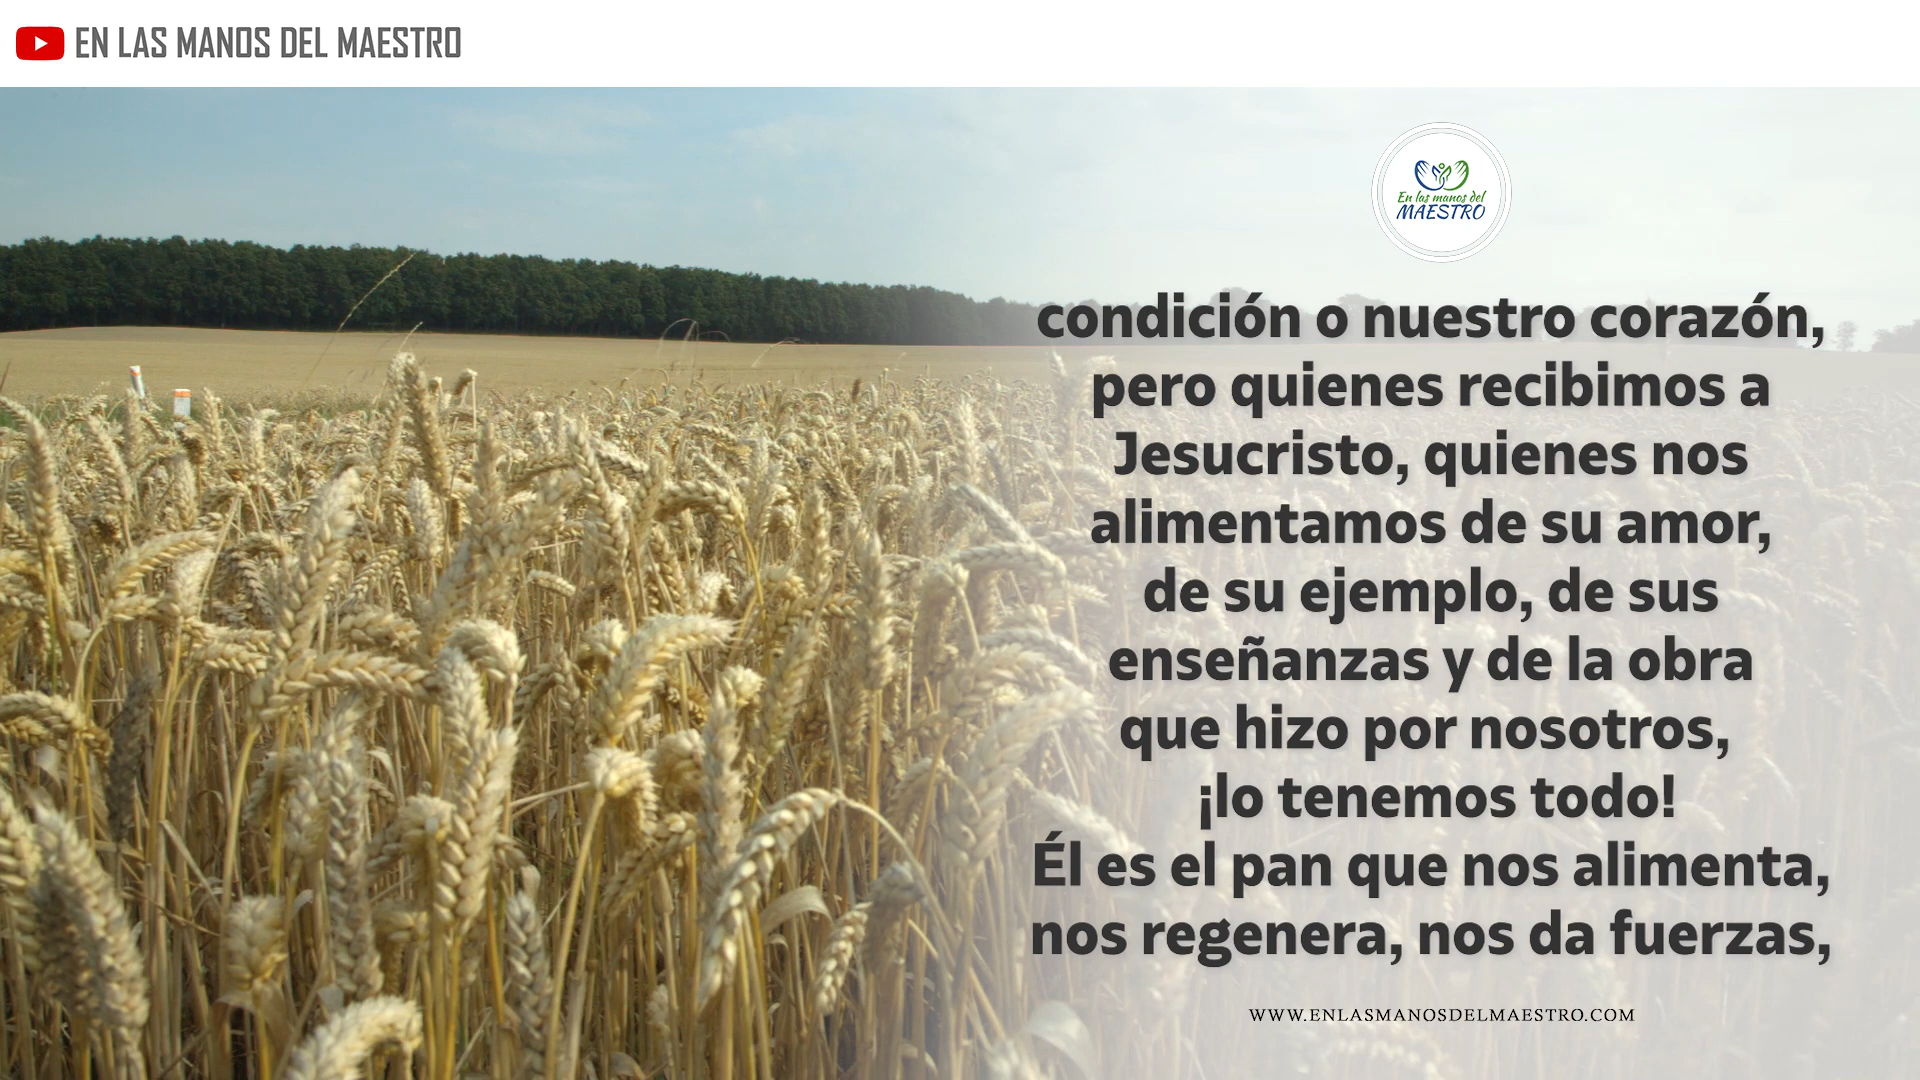 EN LAS MANOS DEL MAESTRO
En las manos del
MAESTRO
condición o nuestro corazón,
pero quienes recibimos a
Jesucristo, quienes nos
alimentamos de su amor,
de su ejemplo, de sus
enseñanzas y de la obra
que hizo por nosotros,
¡lo tenemos todo!
Él es el pan que nos alimenta,
nos regenera, nos da fuerzas,
WWW.ENLASMANOSDELMAESTRO.COM